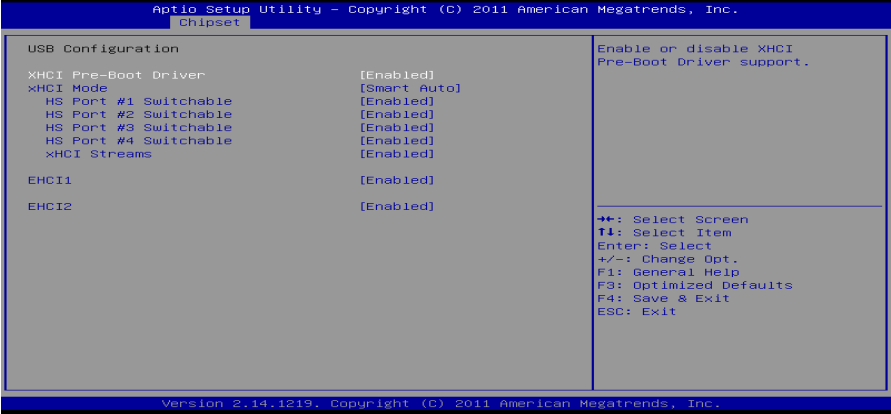 Aptio Setup Utility – Copyright (C) 2011 American Megatrends, Inc.
Chipset
USB Configuration
XHCI Pre-Boot Driver [Enabled]
xHCI Mode [Smart Auto]
HS Port #1 Switchable [Enabled]
HS Port #2 Switchable [Enabled]
HS Port #3 Switchable [Enabled]
HS Port #4 Switchable [Enabled]
xHCI Streams [Enabled]
EHCI1 [Enabled]
EHCI2 [Enabled]
Enable or disable XHCI
Pre-Boot Driver support.
→←: Select Screen
↑↓: Select Item
Enter: Select
+/-: Change Opt.
F1: General Help
F3: Optimized Defaults
F4: Save & Exit
ESC: Exit
Version 2.14.1219. Copyright (C) 2011 American Megatrends, Inc.